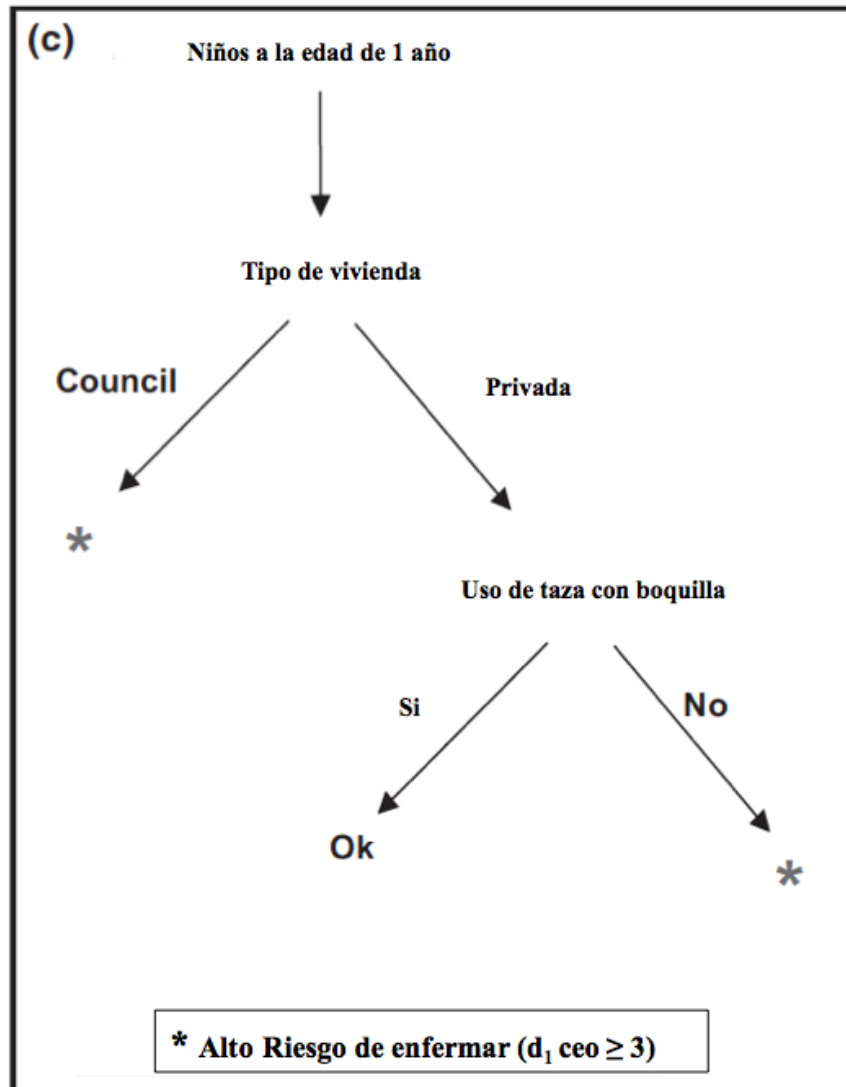 (c)
Niños a la edad de 1 año
Tipo de vivienda
Council
Privada
*
Uso de taza con boquilla
Si
No
Ok
*
* Alto Riesgo de enfermar (d₁ ceo ≥ 3)